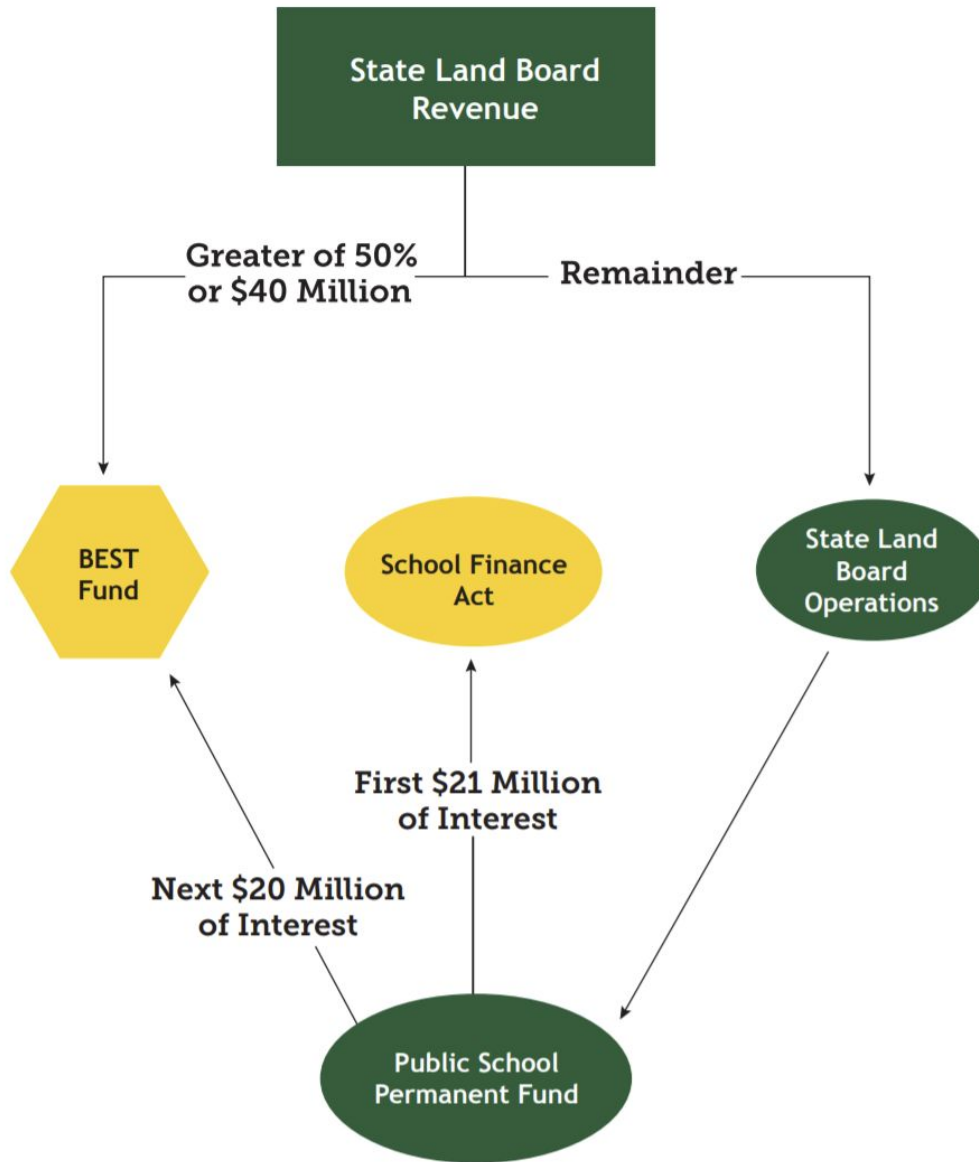 State Land Board
Revenue
Greater of 50%
or $40 Million
Remainder
BEST
Fund
School Finance
Act
State Land
Board
Operations
First $21 Million
of Interest
Next $20 Million
of Interest
Public School
Permanent Fund